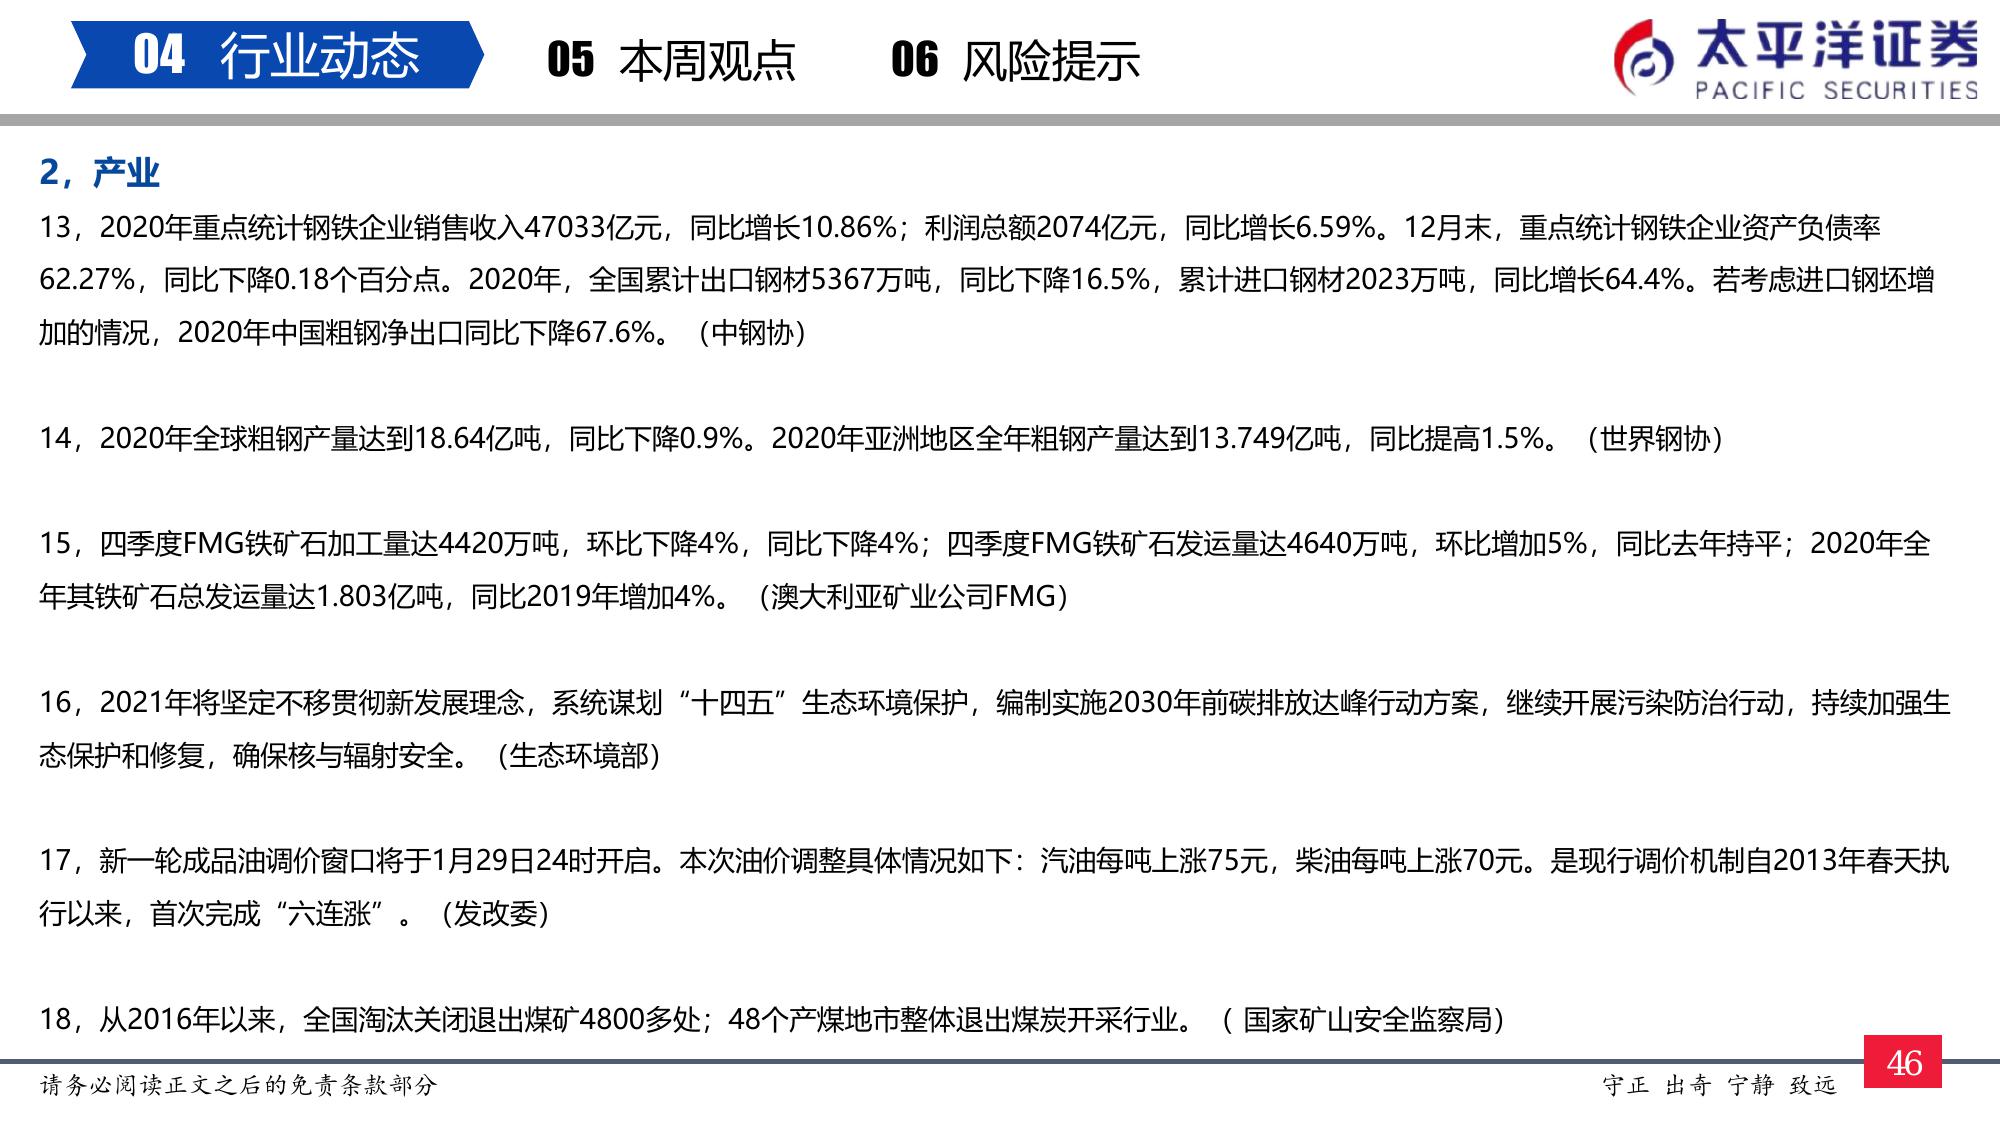 04 行业动态 05 本周观点 06 风险提示
太平洋证券
PACIFIC SECURITIES
2，产业
13，2020年重点统计钢铁企业销售收入47033亿元，同比增长10.86%；利润总额2074亿元，同比增长6.59%。12月末，重点统计钢铁企业资产负债率
62.27%，同比下降0.18个百分点。2020年，全国累计出口钢材5367万吨，同比下降16.5%，累计进口钢材2023万吨，同比增长64.4%。若考虑进口钢坯增
加的情况，2020年中国粗钢净出口同比下降67.6%。（中钢协）
14，2020年全球粗钢产量达到18.64亿吨，同比下降0.9%。2020年亚洲地区全年粗钢产量达到13.749亿吨，同比提高1.5%。（世界钢协）
15，四季度FMG铁矿石加工量达4420万吨，环比下降4%，同比下降4%；四季度FMG铁矿石发运量达4640万吨，环比增加5%，同比去年持平；2020年全
年其铁矿石总发运量达1.803亿吨，同比2019年增加4%。（澳大利亚矿业公司FMG）
16，2021年将坚定不移贯彻新发展理念，系统谋划“十四五”生态环境保护，编制实施2030年前碳排放达峰行动方案，继续开展污染防治行动，持续加强生
态保护和修复，确保核与辐射安全。（生态环境部）
17，新一轮成品油调价窗口将于1月29日24时开启。本次油价调整具体情况如下：汽油每吨上涨75元，柴油每吨上涨70元。是现行调价机制自2013年春天执
行以来，首次完成“六连涨”。（发改委）
18，从2016年以来，全国淘汰关闭退出煤矿4800多处；48个产煤地市整体退出煤炭开采行业。（ 国家矿山安全监察局）
请务必阅读正文之后的免责条款部分
守正 出奇 宁静 致远
46